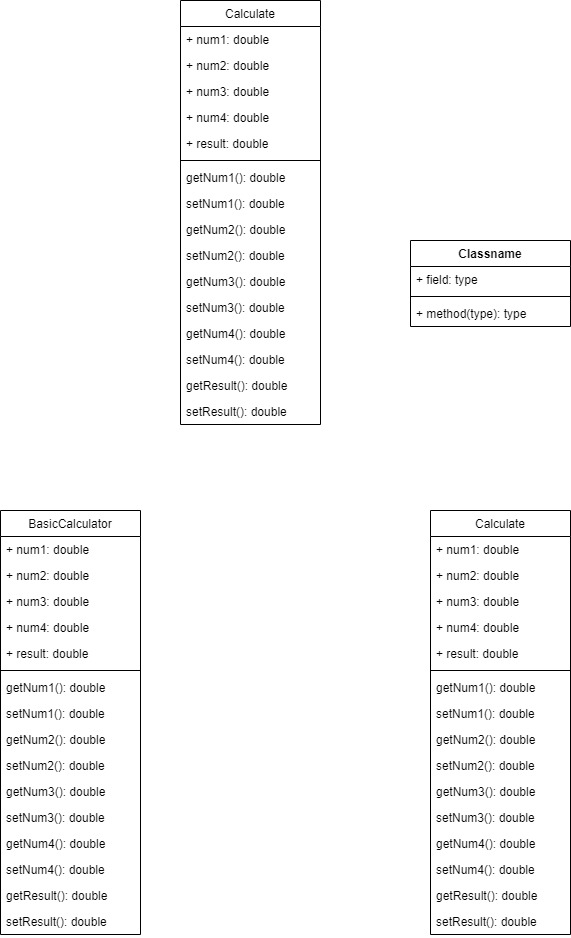 Calculate
+ num1: double
+ num2: double
+ num3: double
+ num4: double
+ result: double
getNum1(): double
setNum1(): double
getNum2(): double
setNum2(): double
getNum3(): double
setNum3(): double
getNum4(): double
setNum4(): double
getResult(): double
setResult(): double
Classname
+ field: type
+ method(type): type
BasicCalculator
+ num1: double
+ num2: double
+ num3: double
+ num4: double
+ result: double
getNum1(): double
setNum1(): double
getNum2(): double
setNum2(): double
getNum3(): double
setNum3(): double
getNum4(): double
setNum4(): double
getResult(): double
setResult(): double
Calculate
+ num1: double
+ num2: double
+ num3: double
+ num4: double
+ result: double
getNum1(): double
setNum1(): double
getNum2(): double
setNum2(): double
getNum3(): double
setNum3(): double
getNum4(): double
setNum4(): double
getResult(): double
setResult(): double